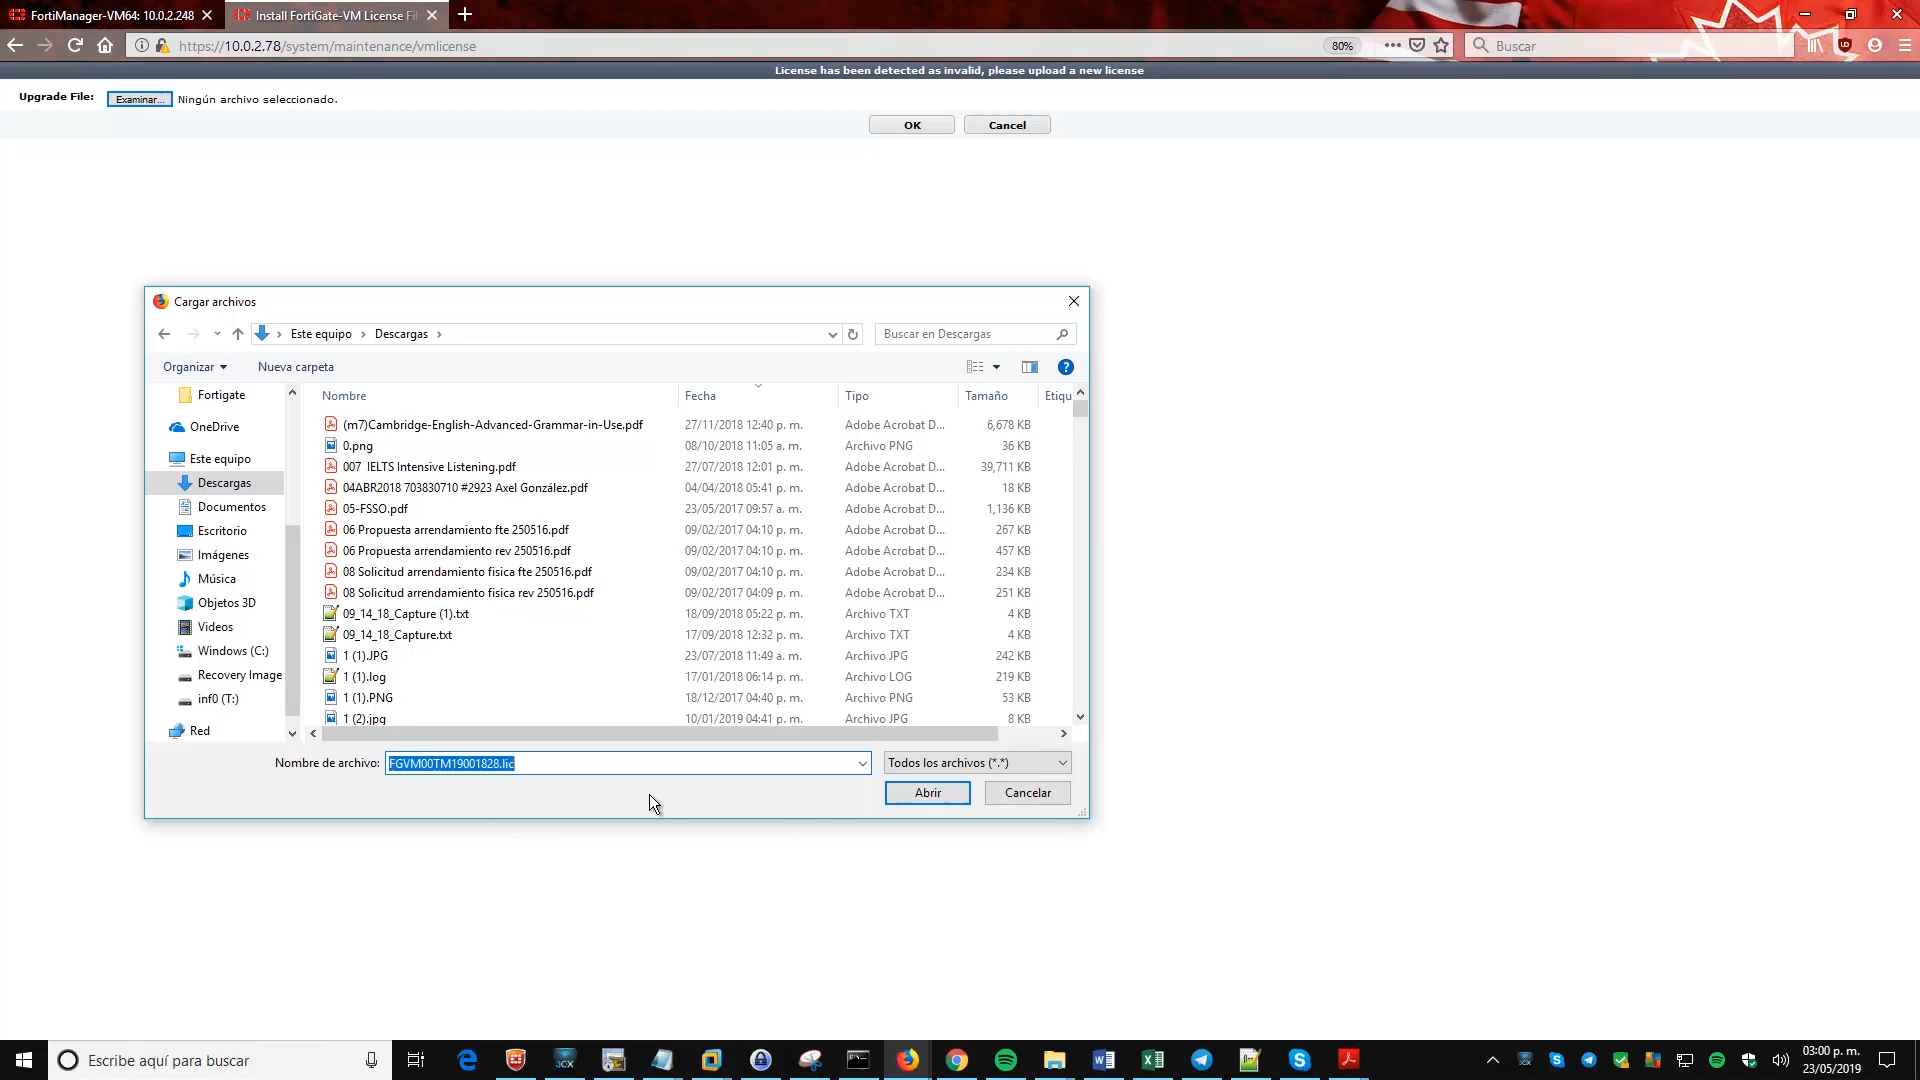 FortiManager-VM64: 10.0.2.248
Install FortiGate-VM License Fil
https://10.0.2.78/system/maintenance/vmlicense
80%
Buscar
License has been detected as invalid, please upload a new license
Upgrade File: Examinar... Ningún archivo seleccionado.
OK Cancel
Cargar archivos
Este equipo > Descargas >
Buscar en Descargas
Organizar Nueva carpeta
Fortigate
OneDrive
Este equipo
Descargas
Documentos
Escritorio
Imágenes
Música
Objetos 3D
Videos
Windows (C:)
Recovery Image
inf0 (T:)
Red
Nombre Fecha Tipo Tamaño Etiqu
(m7)Cambridge-English-Advanced-Grammar-in-Use.pdf 27/11/2018 12:40 p. m. Adobe Acrobat D... 6,678 KB
0.png 08/10/2018 11:05 a. m. Archivo PNG 36 KB
007 IELTS Intensive Listening.pdf 27/07/2018 12:01 p. m. Adobe Acrobat D... 39,711 KB
04ABR2018 703830710 #2923 Axel González.pdf 04/04/2018 05:41 p. m. Adobe Acrobat D... 18 KB
05-FSSO.pdf 23/05/2017 09:57 a. m. Adobe Acrobat D... 1,136 KB
06 Propuesta arrendamiento fte 250516.pdf 09/02/2017 04:10 p. m. Adobe Acrobat D... 267 KB
06 Propuesta arrendamiento rev 250516.pdf 09/02/2017 04:10 p. m. Adobe Acrobat D... 457 KB
08 Solicitud arrendamiento fisica fte 250516.pdf 09/02/2017 04:10 p. m. Adobe Acrobat D... 234 KB
08 Solicitud arrendamiento fisica rev 250516.pdf 09/02/2017 04:09 p. m. Adobe Acrobat D... 251 KB
09_14_18_Capture (1).txt 18/09/2018 05:22 p. m. Archivo TXT 4 KB
09_14_18_Capture.txt 17/09/2018 12:32 p. m. Archivo TXT 4 KB
1 (1).JPG 23/07/2018 11:49 a. m. Archivo JPG 242 KB
1 (1).log 17/01/2018 06:14 p. m. Archivo LOG 219 KB
1 (1).PNG 18/12/2017 04:40 p. m. Archivo PNG 53 KB
1 (2).jpg 10/01/2019 04:41 p. m. Archivo JPG 8 KB
Nombre de archivo: FGVM00TM19001828.lic Todos los archivos (*.*)
Abrir Cancelar
Escribe aquí para buscar
3CX
03:00 p. m.
23/05/2019